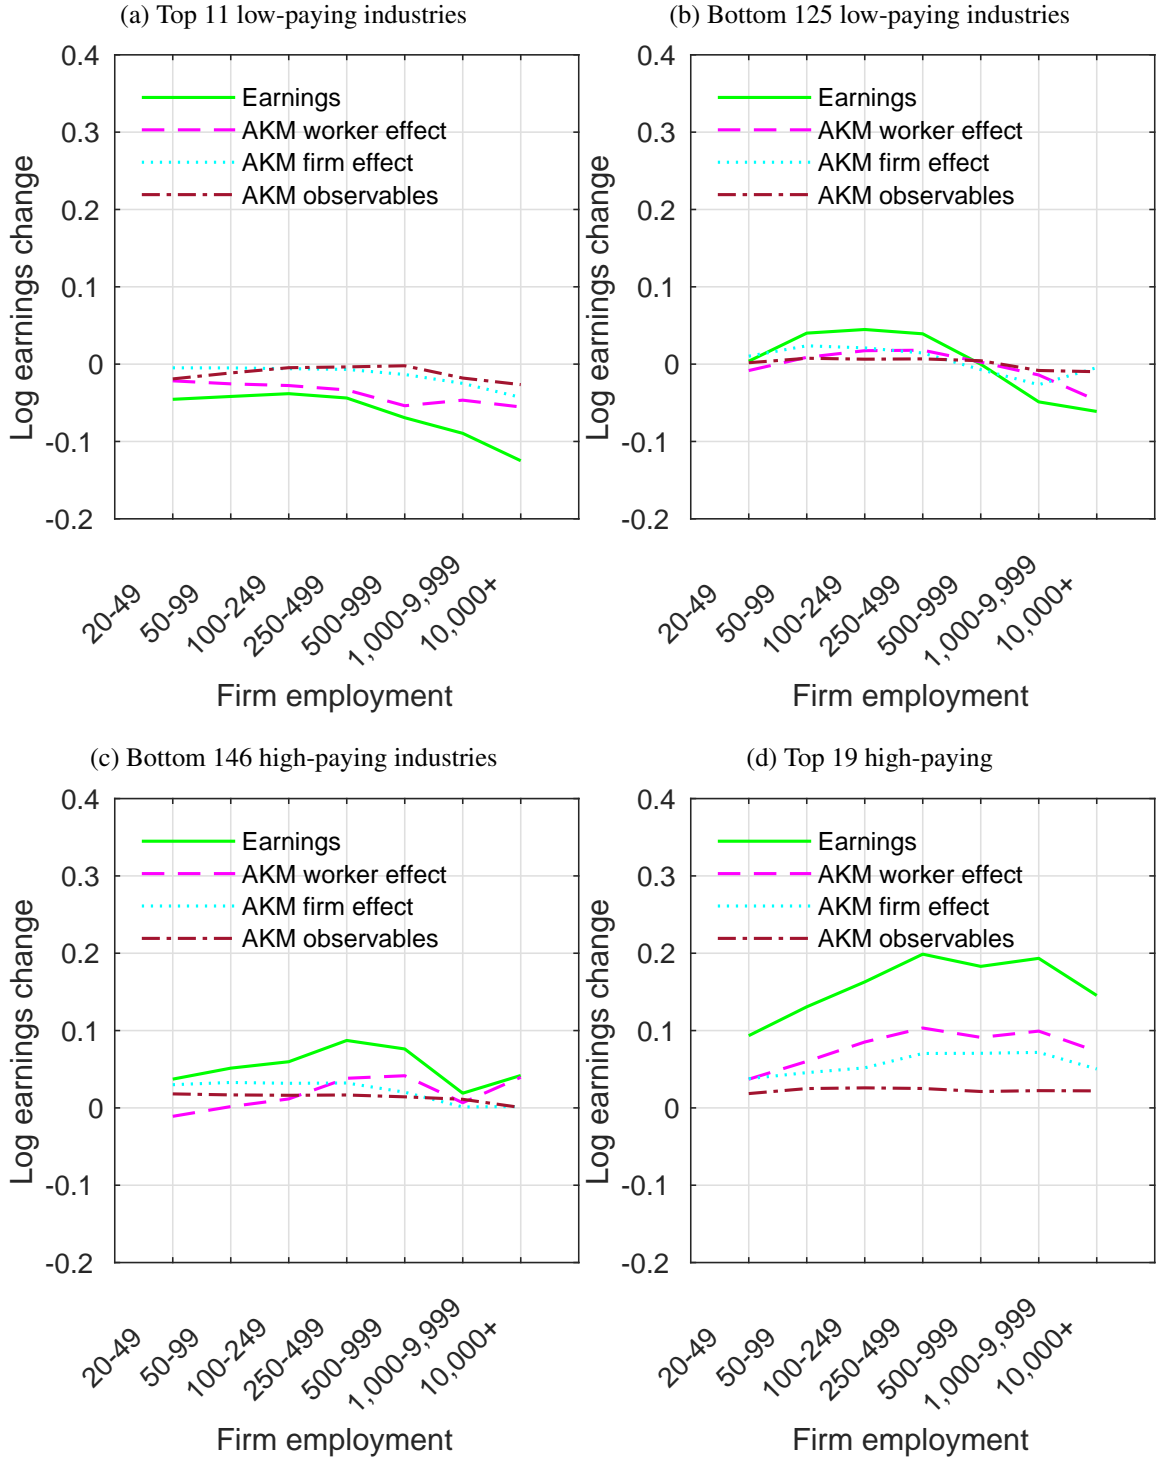 (a) Top 11 low-paying industries
0.4
0.3
0.2
0.1
0
-0.1
-0.2
Log earnings change
Earnings
AKM worker effect
AKM firm effect
AKM observables
20-49
50-99
100-249
250-499
500-999
1,000-9,999
10,000+
Firm employment
(b) Bottom 125 low-paying industries
0.4
0.3
0.2
0.1
0
-0.1
-0.2
Log earnings change
Earnings
AKM worker effect
AKM firm effect
AKM observables
20-49
50-99
100-249
250-499
500-999
1,000-9,999
10,000+
Firm employment
(c) Bottom 146 high-paying industries
0.4
0.3
0.2
0.1
0
-0.1
-0.2
Log earnings change
Earnings
AKM worker effect
AKM firm effect
AKM observables
20-49
50-99
100-249
250-499
500-999
1,000-9,999
10,000+
Firm employment
(d) Top 19 high-paying
0.4
0.3
0.2
0.1
0
-0.1
-0.2
Log earnings change
Earnings
AKM worker effect
AKM firm effect
AKM observables
20-49
50-99
100-249
250-499
500-999
1,000-9,999
10,000+
Firm employment